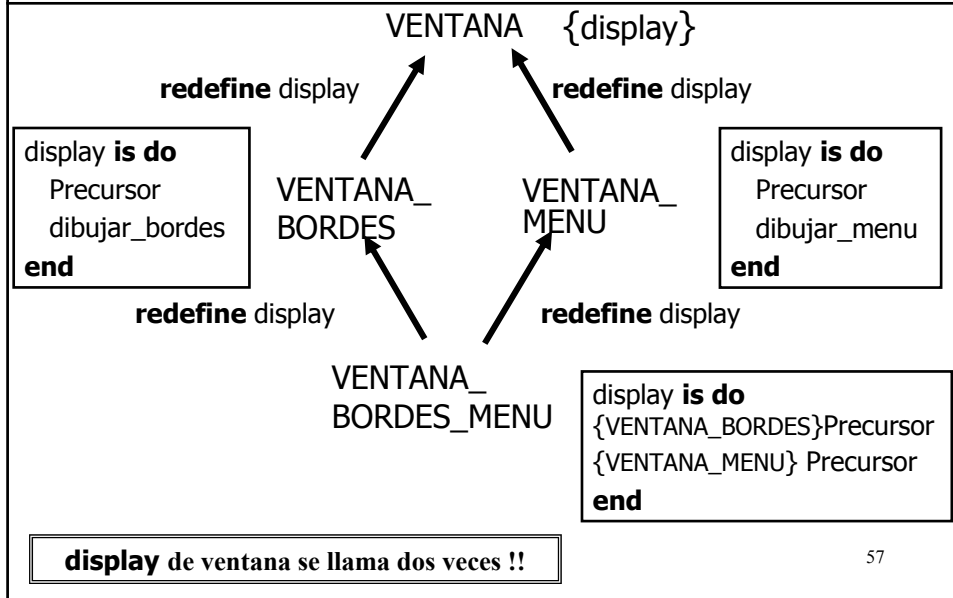 VENTANA {display}
redefine display
redefine display
display is do
Precursor
dibujar_bordes
end
VENTANA_
BORDES
VENTANA_
MENU
display is do
Precursor
dibujar_menu
end
redefine display
redefine display
VENTANA_
BORDES_MENU
display is do
{VENTANA_BORDES}Precursor
{VENTANA_MENU} Precursor
end
display de ventana se llama dos veces !!
57